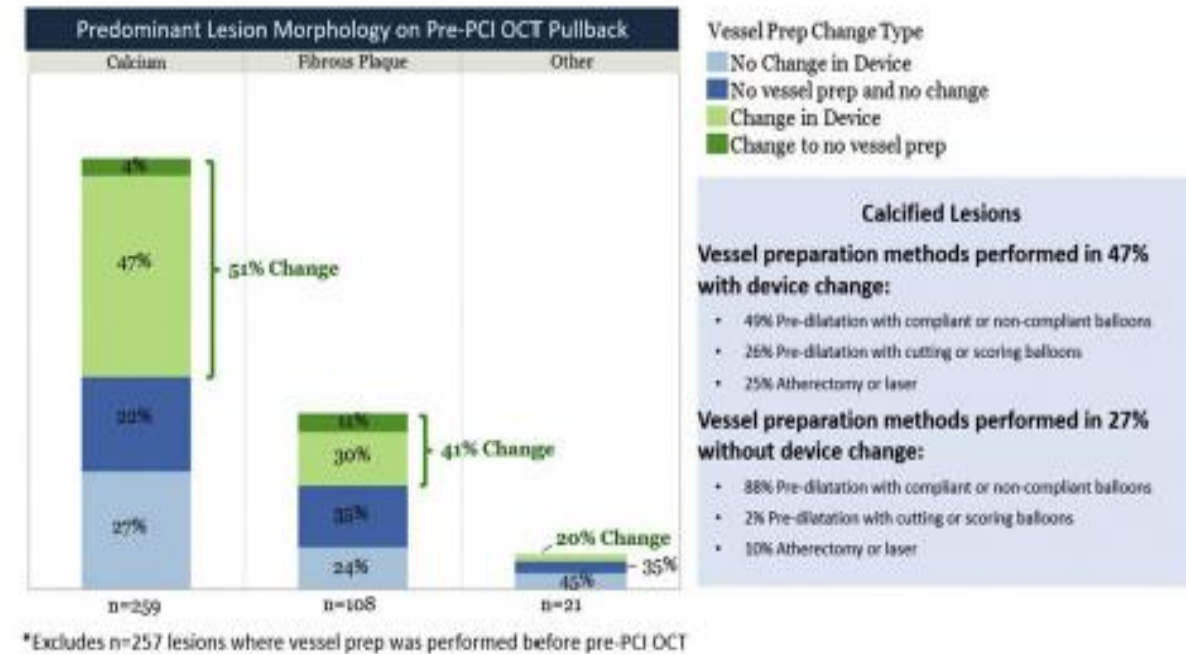 Predominant Lesion Morphology on Pre-PCI OCT Pullback
Calcium Fibrous Plaque Other
4%
47%
22%
27%
51% Change
n=259
11%
30%
35%
24%
41% Change
n=108
20% Change
35%
45%
n=21
*Excludes n=257 lesions where vessel prep was performed before pre-PCI OCT
Vessel Prep Change Type
No Change in Device
No vessel prep and no change
Change in Device
Change to no vessel prep
Calcified Lesions
Vessel preparation methods performed in 47%
with device change:
• 49% Pre-dilatation with compliant or non-compliant balloons
• 26% Pre-dilatation with cutting or scoring balloons
• 25% Atherectomy or laser
Vessel preparation methods performed in 27%
without device change:
• 88% Pre-dilatation with compliant or non-compliant balloons
• 2% Pre-dilatation with cutting or scoring balloons
• 10% Atherectomy or laser